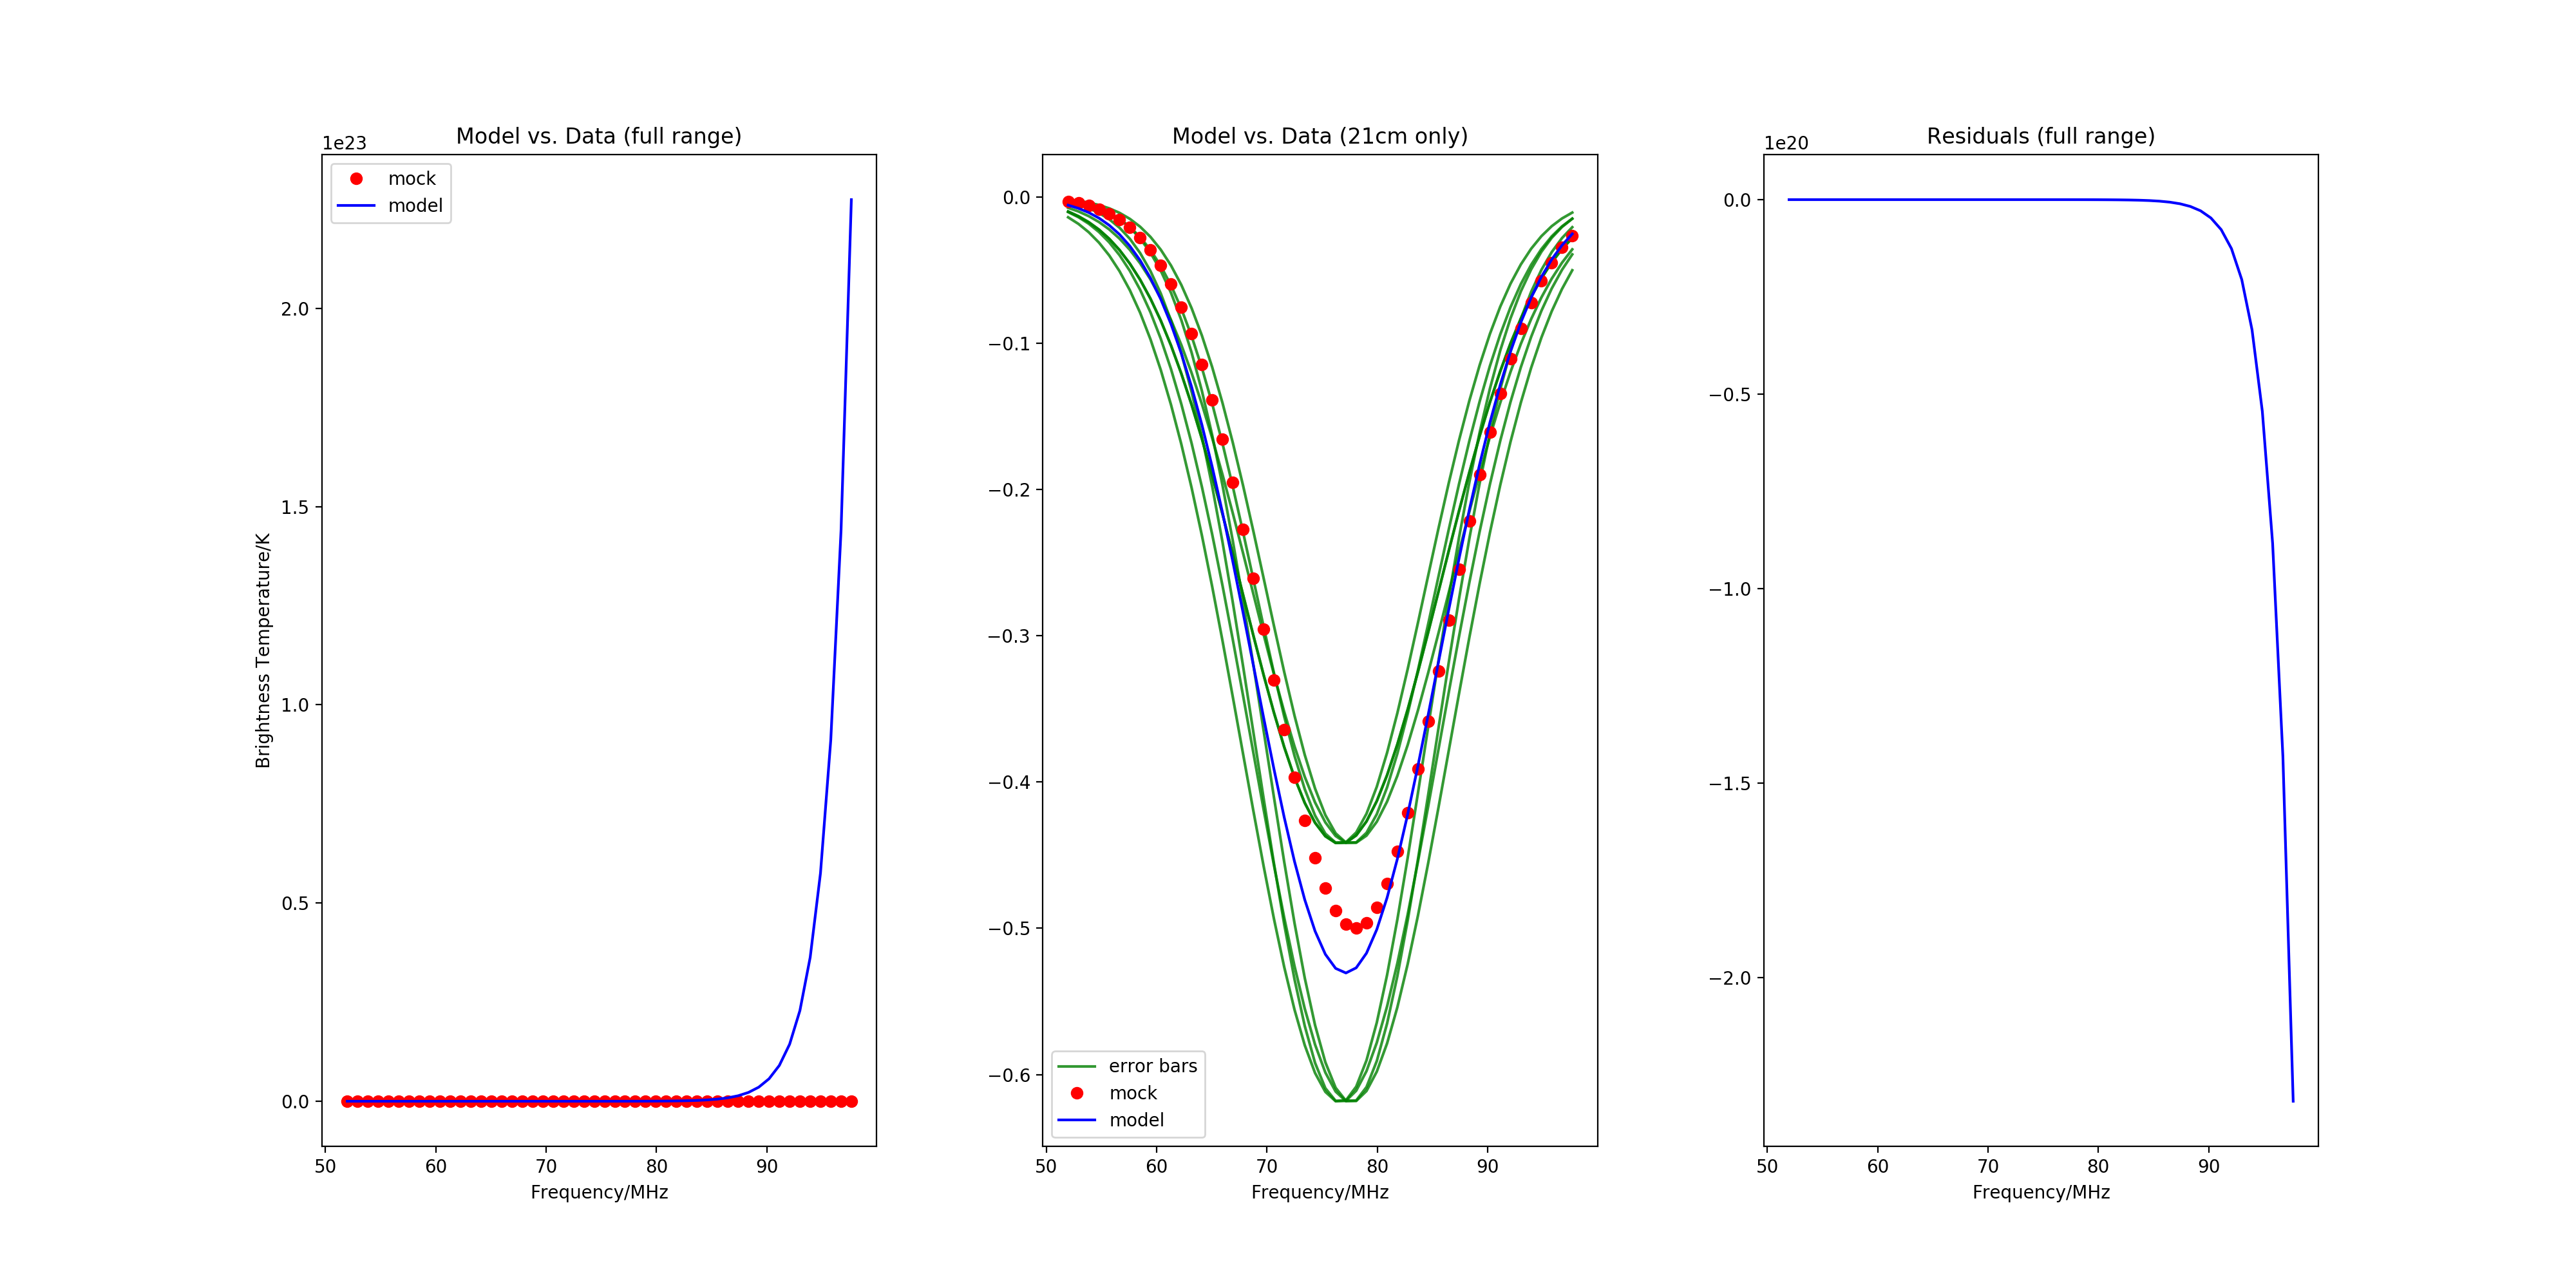 Model vs. Data (full range)
1e23
mock
model
2.0
1.5
1.0
0.5
0.0
Brightness Temperature/K
50 60 70 80 90
Frequency/MHz
Model vs. Data (21cm only)
0.0
−0.1
−0.2
−0.3
−0.4
−0.5
−0.6
error bars
mock
model
50 60 70 80 90
Frequency/MHz
Residuals (full range)
1e20
0.0
−0.5
−1.0
−1.5
−2.0
50 60 70 80 90
Frequency/MHz